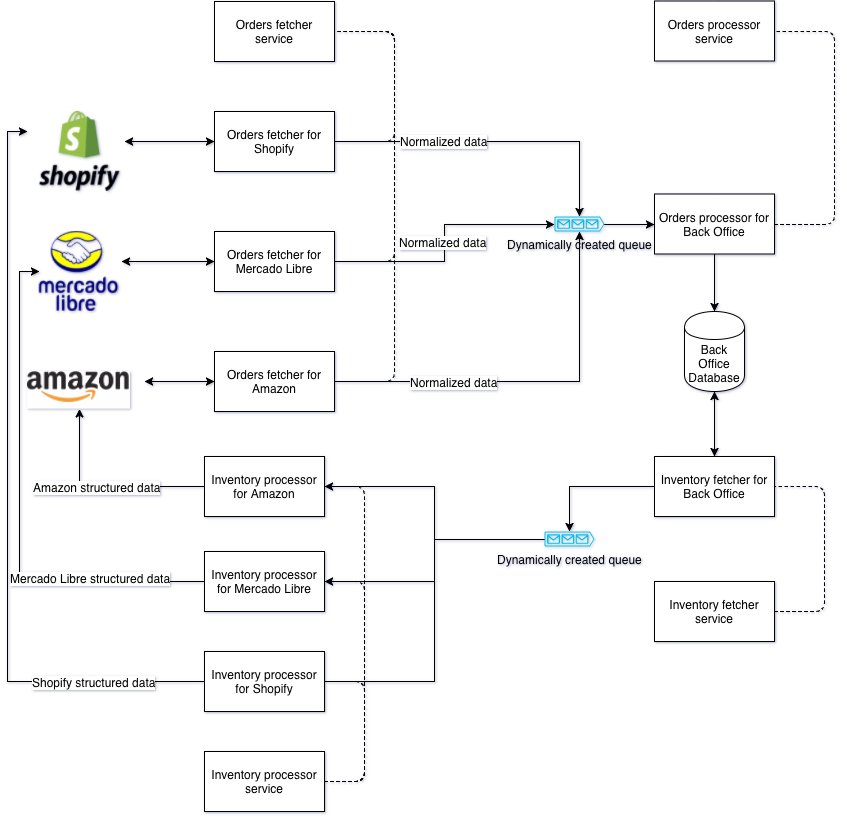 Orders fetcher
service
Orders processor
service
shopify
Orders fetcher for
Shopify
Normalized data
mercado
libre
Orders fetcher for
Mercado Libre
Normalized data
Dynamically created queue
Orders processor for
Back Office
amazon
Orders fetcher for
Amazon
Normalized data
Back
Office
Database
Amazon structured data
Inventory processor
for Amazon
Inventory fetcher for
Back Office
Dynamically created queue
Mercado Libre structured data
Inventory processor
for Mercado Libre
Inventory fetcher
service
Shopify structured data
Inventory processor
for Shopify
Inventory processor
service